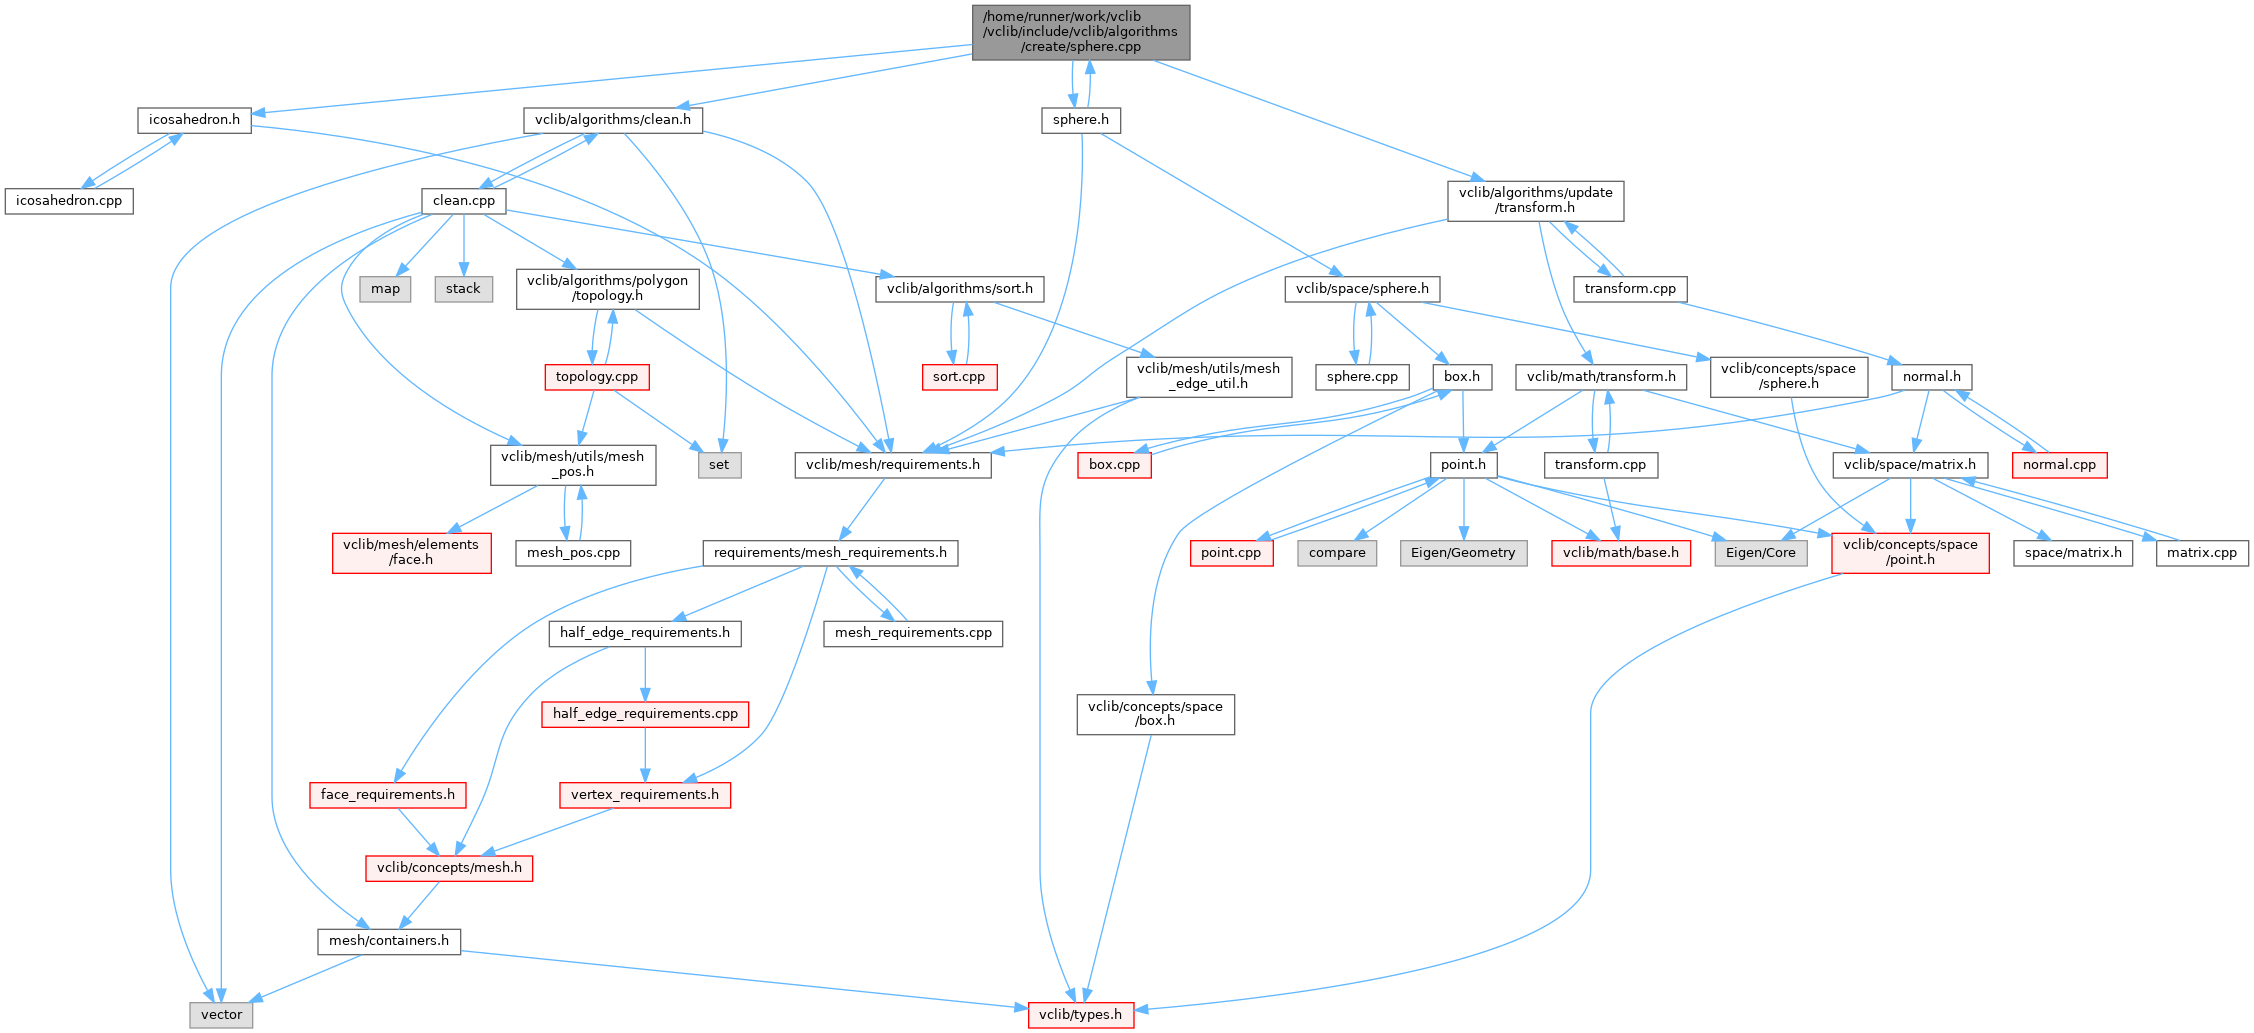 /home/runner/work/vclib
/vclib/include/vclib/algorithms
/create/sphere.cpp
icosahedron.h
vclib/algorithms/clean.h
sphere.h
icosahedron.cpp
clean.cpp
vclib/algorithms/update
/transform.h
map
stack
vclib/algorithms/polygon
/topology.h
vclib/algorithms/sort.h
vclib/space/sphere.h
transform.cpp
topology.cpp
sort.cpp
vclib/mesh/utils/mesh
_edge_util.h
sphere.cpp
box.h
vclib/math/transform.h
vclib/concepts/space
/sphere.h
normal.h
vclib/mesh/utils/mesh
_pos.h
set
vclib/mesh/requirements.h
box.cpp
point.h
transform.cpp
vclib/space/matrix.h
normal.cpp
vclib/mesh/elements
/face.h
mesh_pos.cpp
requirements/mesh_requirements.h
point.cpp
compare
Eigen/Geometry
vclib/math/base.h
Eigen/Core
vclib/concepts/space
/point.h
space/matrix.h
matrix.cpp
half_edge_requirements.h
mesh_requirements.cpp
half_edge_requirements.cpp
vclib/concepts/space
/box.h
face_requirements.h
vertex_requirements.h
vclib/concepts/mesh.h
mesh/containers.h
vector
vclib/types.h